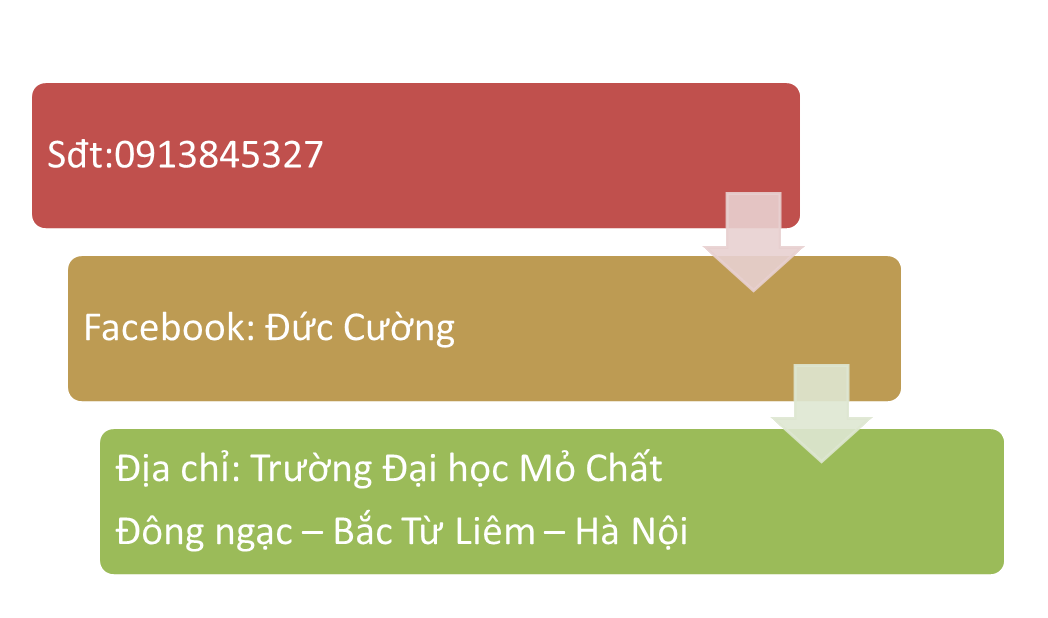 Sđt:0913845327
Facebook: Đức Cường
Địa chỉ: Trường Đại học Mỏ Chất
Đông ngạc – Bắc Từ Liêm – Hà Nội